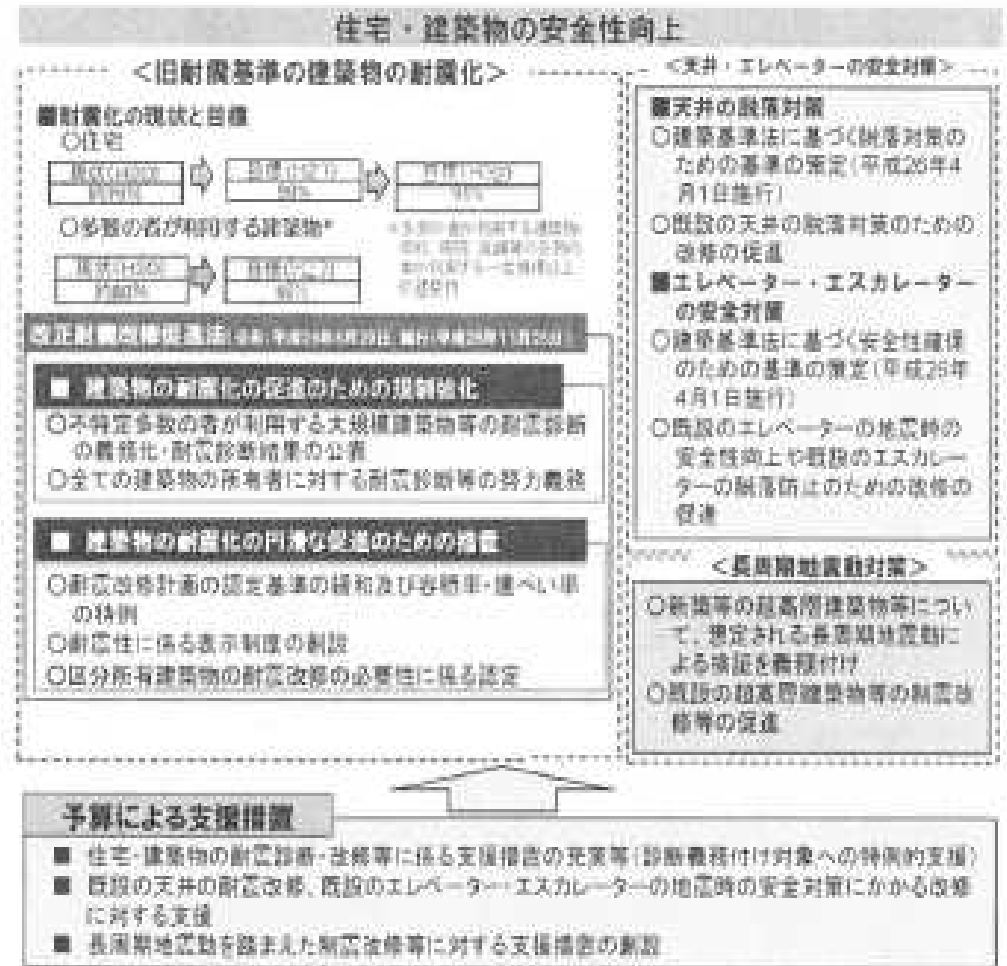 住宅・建築物の安全性向上
＜旧耐震基準の建築物の耐震化＞
■耐震化の現状と目標
○住宅
現状(H20)
目標(H27)
90%
目標(H32)
95%
○多数の者が利用する建築物*
現状(H20)
約80%
目標(H27)
90%
改正耐震改修促進法
■ 建築物の耐震化の促進のための規制強化
○不特定多数の者が利用する大規模建築物等の耐震診断
の義務化・耐震診断結果の公表
○全ての建築物の所有者に対する耐震診断等の努力義務
■ 建築物の耐震化の円滑な促進のための措置
○耐震改修計画の認定基準の緩和及び容積率・建ぺい率
の特例
○耐震性に係る表示制度の創設
○区分所有建築物の耐震改修の必要性に係る認定
＜天井・エレベーターの安全対策＞
■天井の脱落対策
○建築基準法に基づく脱落対策の
ための基準の策定(平成26年4
月1日施行)
○既設の天井の脱落対策のための
改修の促進
■エレベーター・エスカレーター
の安全対策
○建築基準法に基づく安全性確保
のための基準の策定(平成26年
4月1日施行)
○既設のエレベーターの地震時の
安全性向上や既設のエスカレー
ターの脱落防止のための改修の
促進
＜長周期地震動対策＞
○新築等の超高層建築物等につい
て、想定される長周期地震動に
よる検証を義務付け
○既設の超高層建築物等の制震改
修等の促進
予算による支援措置
■ 住宅・建築物の耐震診断・改修等に係る支援措置の充実等(診断義務付け対象への特例的支援)
■ 既設の天井の耐震改修、既設のエレベーター・エスカレーターの地震時の安全対策にかかる改修
に対する支援
■ 長周期地震動を踏まえた制震改修等に対する支援措置の創設